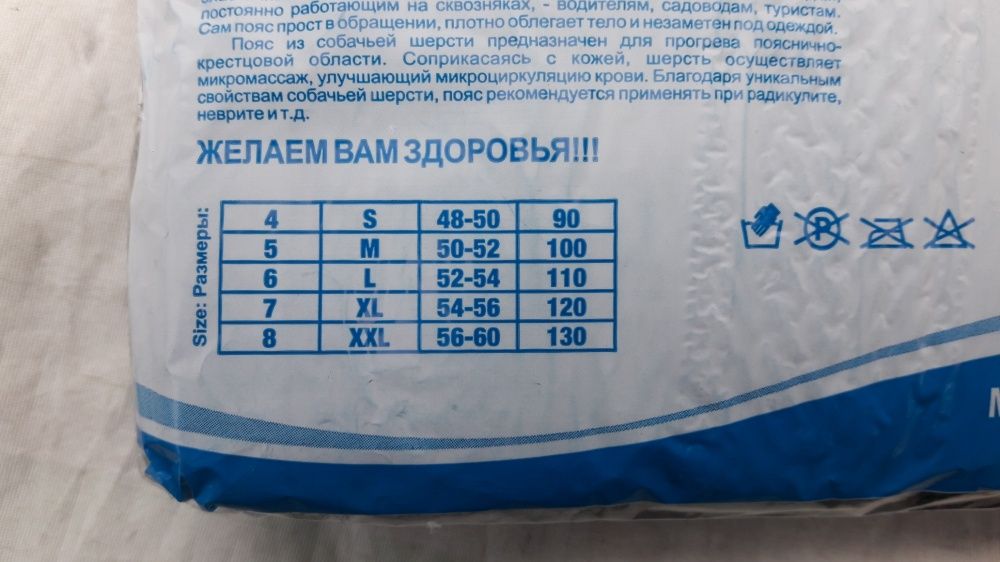 постоянно работающим на сквозняках, - водителям, садоводам, туристам.
Сам пояс прост в обращении, плотно облегает тело и незаметен под одеждой.
Пояс из собачьей шерсти предназначен для прогрева пояснично-
крестцовой области. Соприкасаясь с кожей, шерсть осуществляет
микромассаж, улучшающий микроциркуляцию крови. Благодаря уникальным
свойствам собачьей шерсти, пояс рекомендуется применять при радикулите,
неврите и т.д.
ЖЕЛАЕМ ВАМ ЗДОРОВЬЯ!!!
Size: Размеры:
4 S 48-50 90
5 M 50-52 100
6 L 52-54 110
7 XL 54-56 120
8 XXL 56-60 130
P